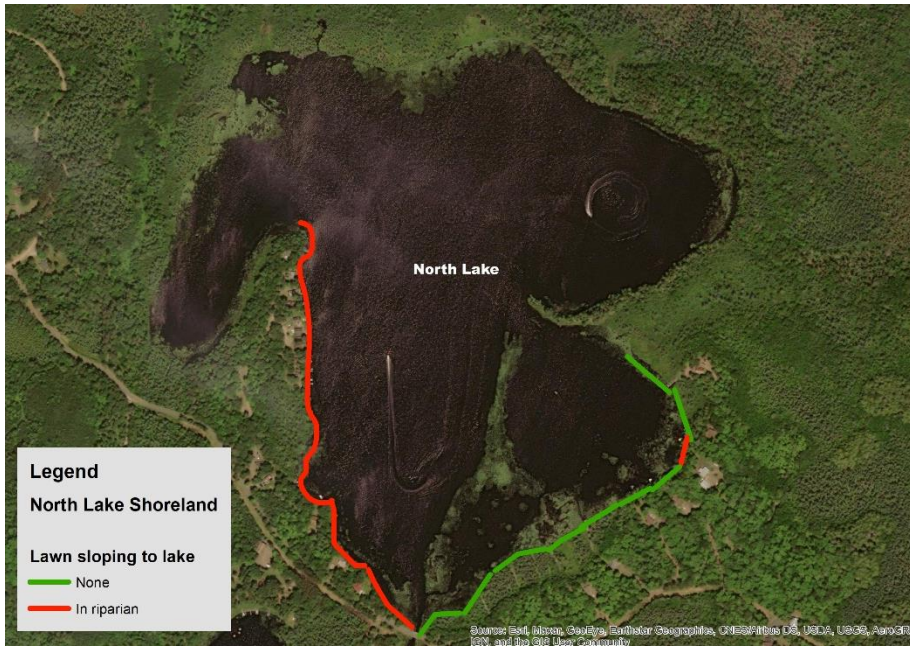 North Lake
Legend
North Lake Shoreland
Lawn sloping to lake
None
In riparian
Source: Esri, Maxar, GeoEye, Earthstar Geographics, CNES/Airbus DS, USDA, USGS, AeroGR
IGN, and the GIS User Community